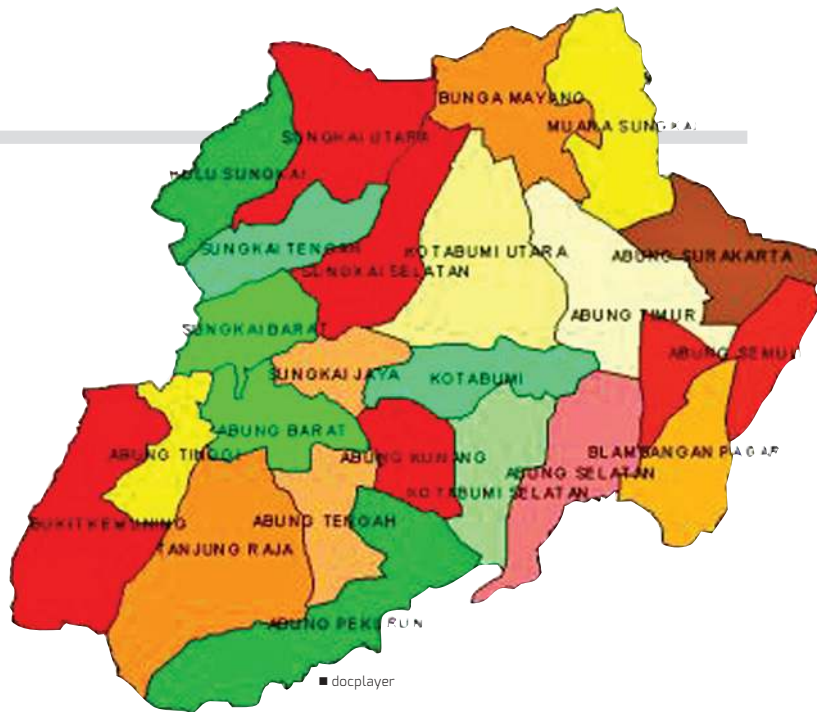 BUNGA MAYANG
MUARA SUNGKAI
SUNGKAI UTARA
HULU SUNGKAI
SUNGKAI TENGAH
KOTABUMI UTARA
ABUNG SURAKARTA
SUNGKAI SELATAN
ABUNG TIMUR
SUNGKAI BARAT
ABUNG SEMULI
SUNGKAI JAYA
KOTABUMI
ABUNG BARAT
ABUNG TINGGI
ABUNG KUNANG
BLAMBANGAN PAGAR
ABUNG SELATAN
KOTABUMI SELATAN
BUKIT KEMUNING
ABUNG TENGAH
TANJUNG RAJA
ABUNG PEKURUN
■ docplayer